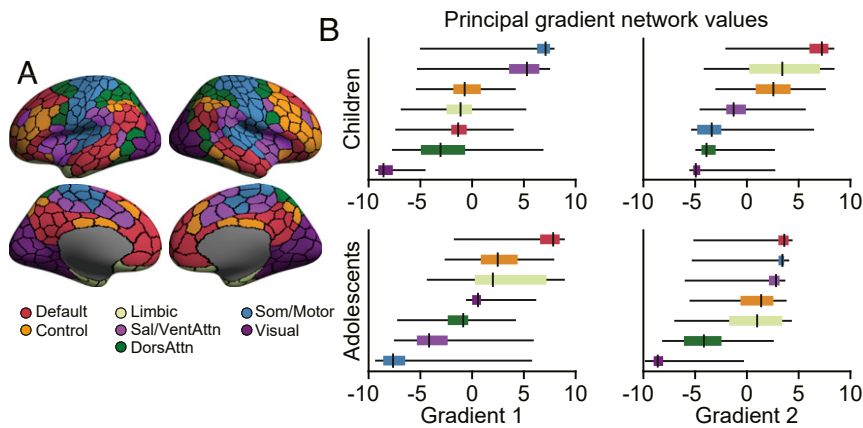 Principal gradient network values
A
B
Children
-10 -5 0 5 10
-10 -5 0 5 10
Adolescents
-10 -5 0 5 10
-10 -5 0 5 10
Gradient 1
Gradient 2
Default
Limbic
Som/Motor
Control
Sal/VentAttn
Visual
DorsAttn